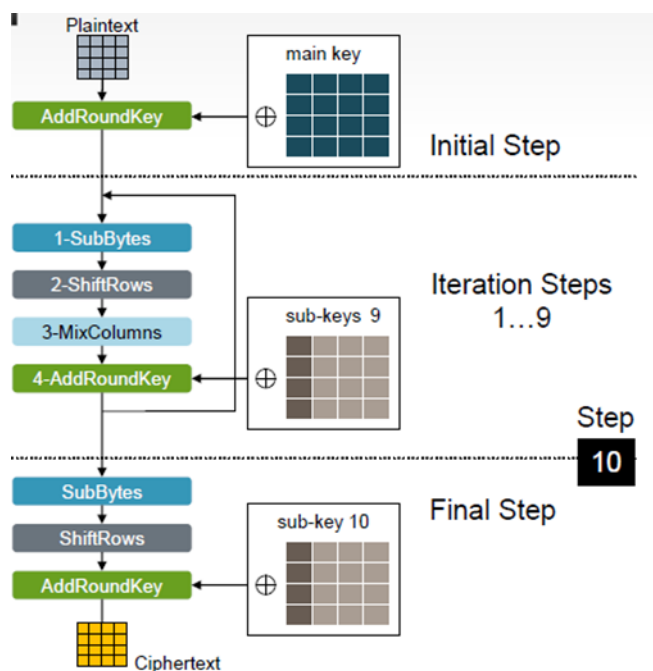 Plaintext
main key
AddRoundKey
Initial Step
1-SubBytes
2-ShiftRows
Iteration Steps
1...9
sub-keys 9
3-MixColumns
4-AddRoundKey
Step
10
SubBytes
Final Step
sub-key 10
ShiftRows
AddRoundKey
Ciphertext